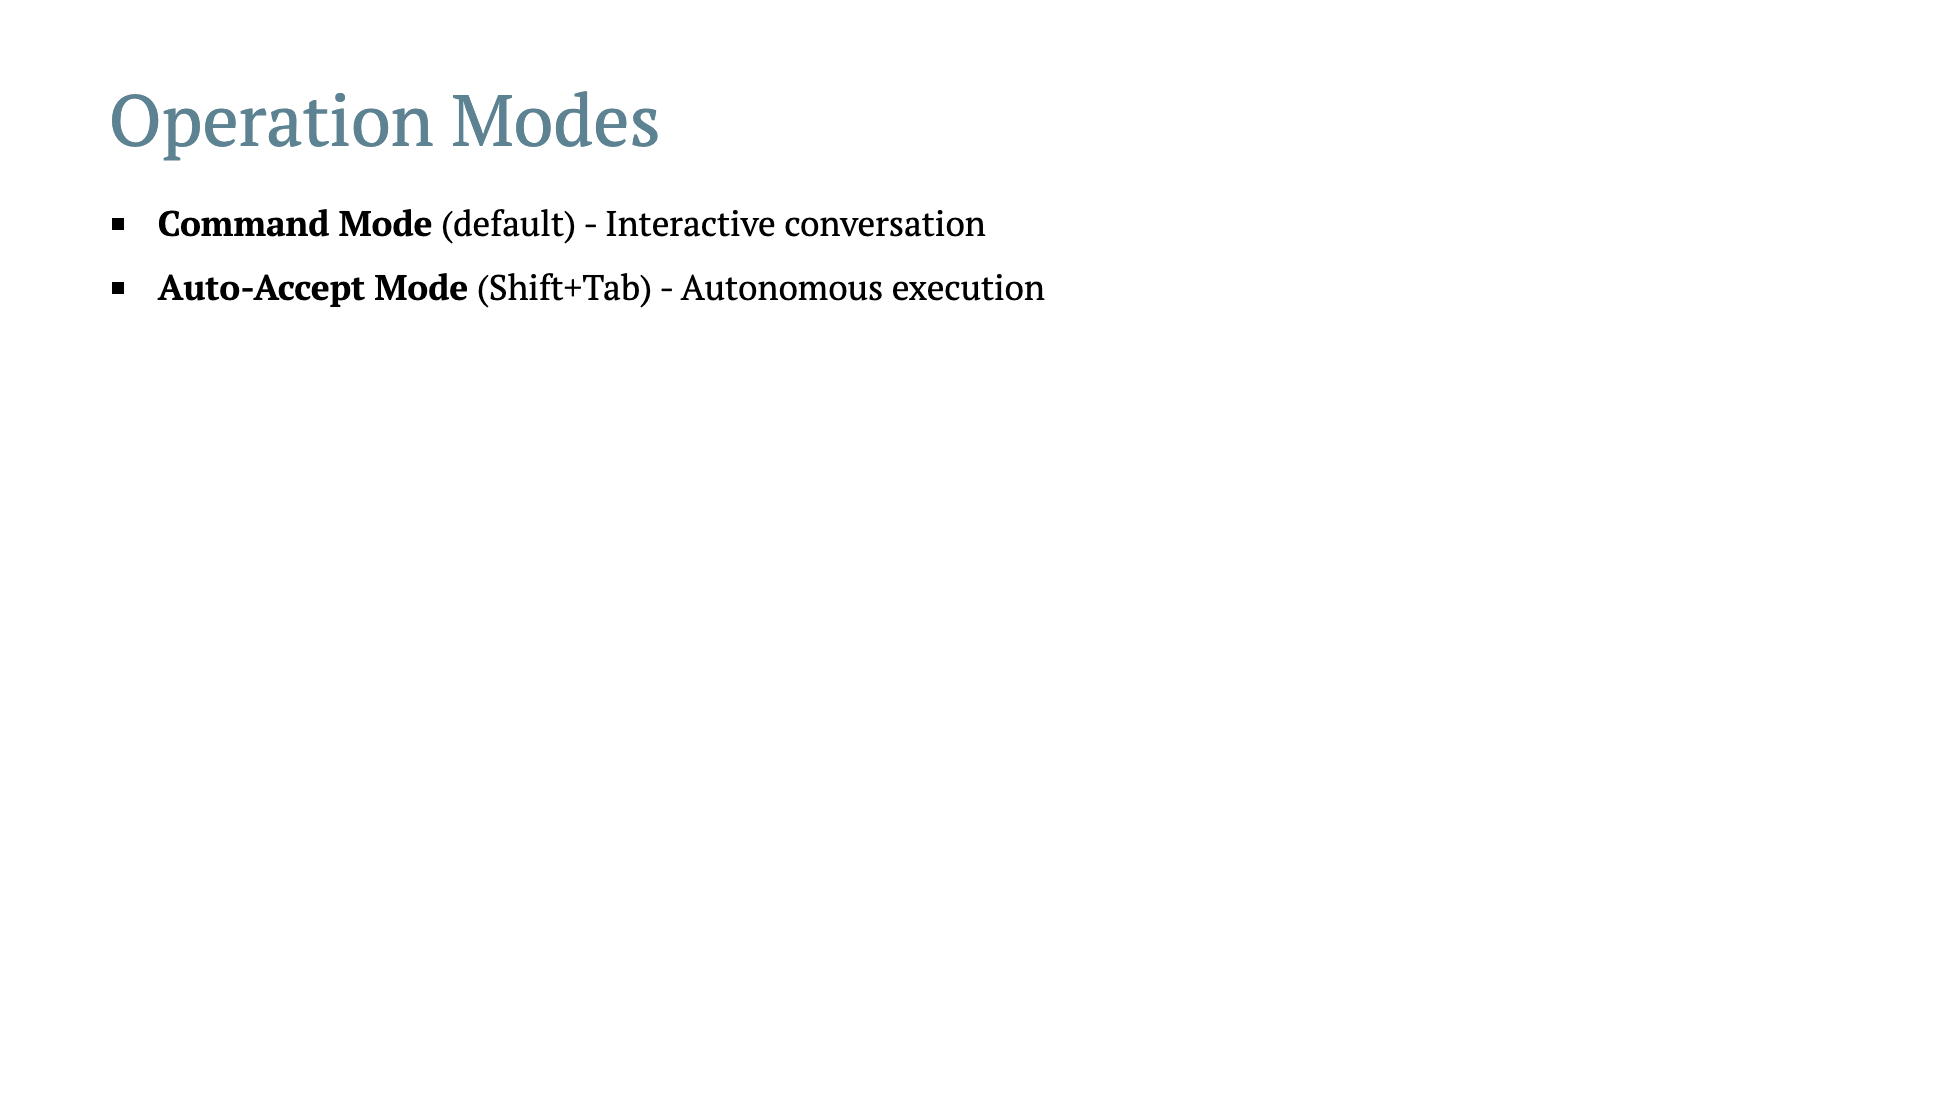 Operation Modes
▪ Command Mode (default) - Interactive conversation
▪ Auto-Accept Mode (Shift+Tab) - Autonomous execution